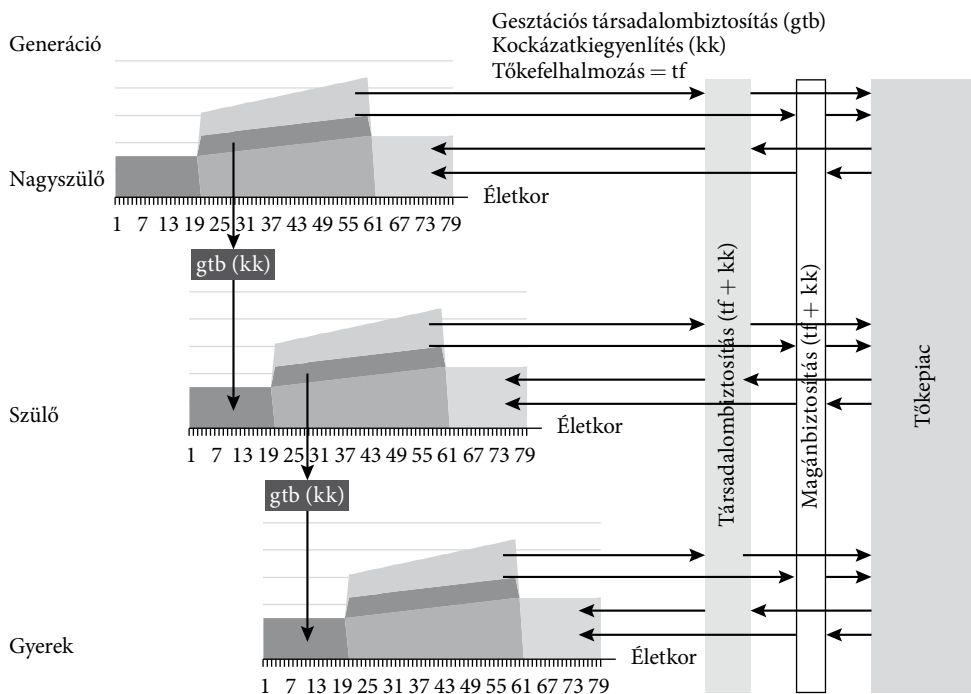 Gesztációs társadalombiztosítás (gtb)
Kockázatkiegyenlítés (kk)
Tőkefelhalmozás = tf
Generáció
Nagyszülő
Életkor
1 7 13 19 25 31 37 43 49 55 61 67 73 79
gtb (kk)
Szülő
Életkor
1 7 13 19 25 31 37 43 49 55 61 67 73 79
gtb (kk)
Gyerek
Életkor
1 7 13 19 25 31 37 43 49 55 61 67 73 79
Társadalombiztosítás (tf + kk)
Magánbiztosítás (tf + kk)
Tőkepiac